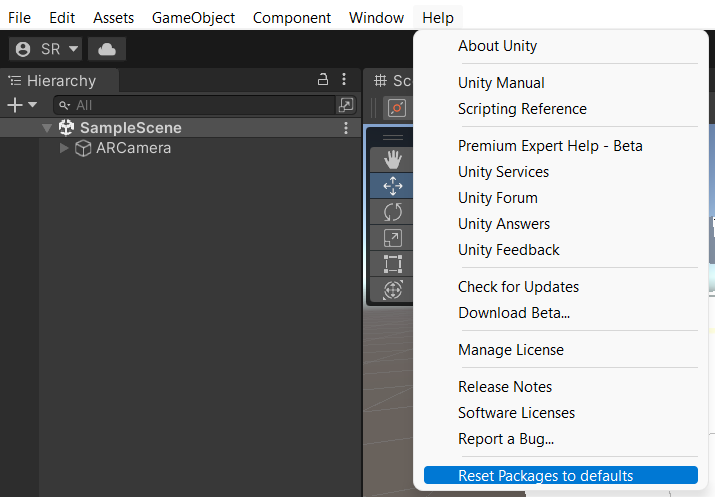 File Edit Assets GameObject Component Window Help
SR
Hierarchy
All
SampleScene
ARCamera
Sc
About Unity
Unity Manual
Scripting Reference
Premium Expert Help - Beta
Unity Services
Unity Forum
Unity Answers
Unity Feedback
Check for Updates
Download Beta...
Manage License
Release Notes
Software Licenses
Report a Bug...
Reset Packages to defaults